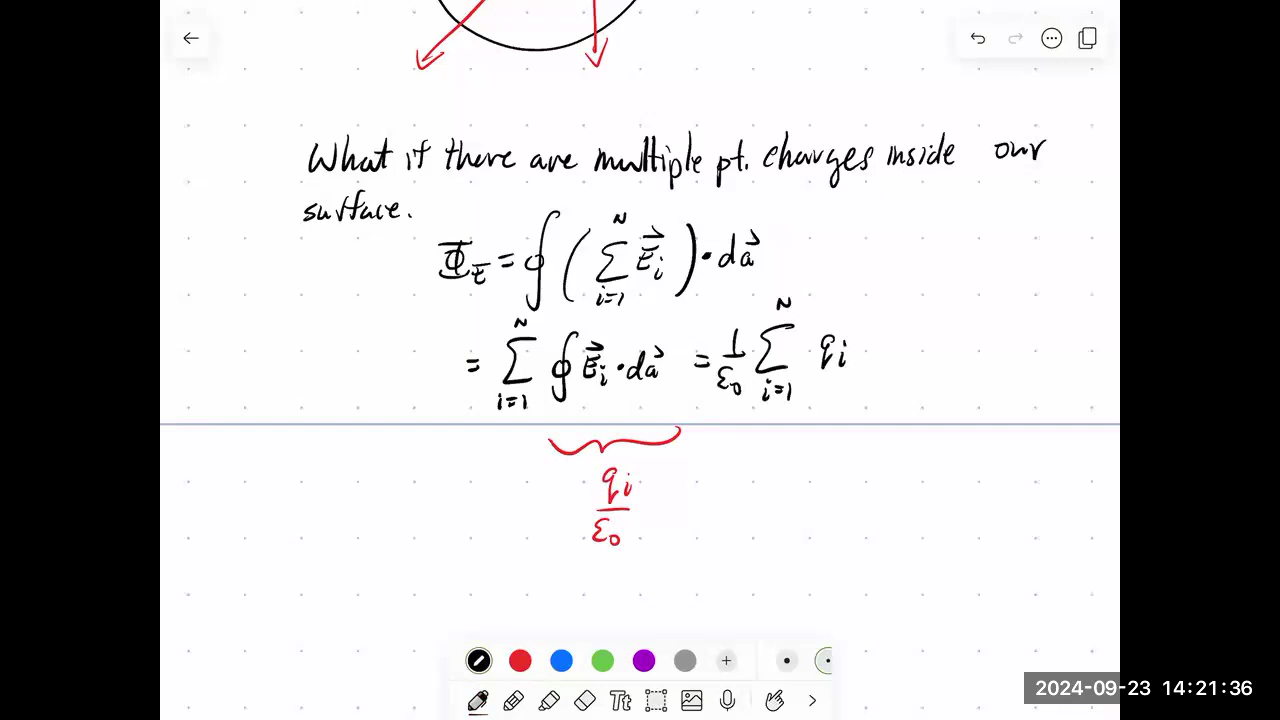 What if there are multiple pt. charges inside our
surface.
Φ_E = ∮ ( ∑_{i=1}^{N} E⃗_i ) · da⃗
= ∑_{i=1}^{N} ∮ E⃗_i · da⃗ = 1/ε₀ ∑_{i=1}^{N} q_i
q_i/ε₀
Tt
2024-09-23 14:21:36